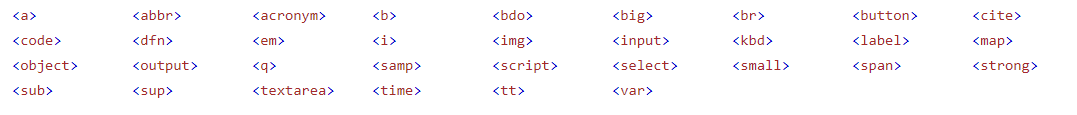 <a> <abbr> <acronym> <b> <bdo> <big> <br> <button> <cite>
<code> <dfn> <em> <i> <img> <input> <kbd> <label> <map>
<object> <output> <q> <samp> <script> <select> <small> <span> <strong>
<sub> <sup> <textarea> <time> <tt> <var>